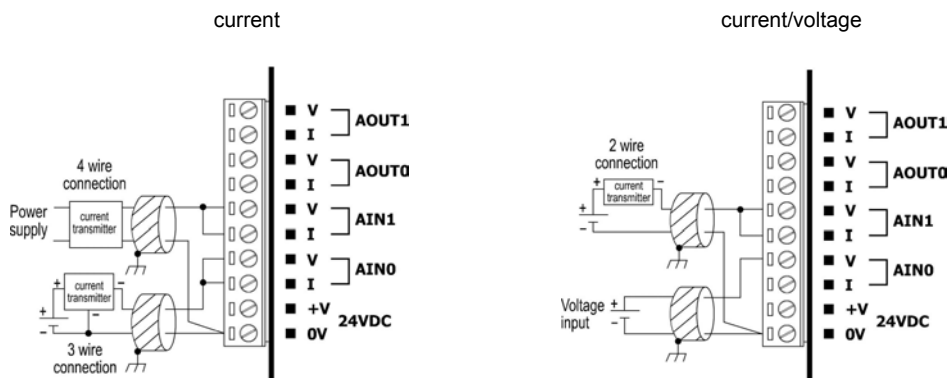 current
4 wire
connection
Power
supply
current
transmitter
+
−
current
transmitter
−
+
−
3 wire
connection
V
I
AOUT1
V
I
AOUT0
V
I
AIN1
V
I
AIN0
+V
0V
24VDC
current/voltage
2 wire
connection
+
−
current
transmitter
+
−
Voltage
input
+
−
V
I
AOUT1
V
I
AOUT0
V
I
AIN1
V
I
AIN0
+V
0V
24VDC